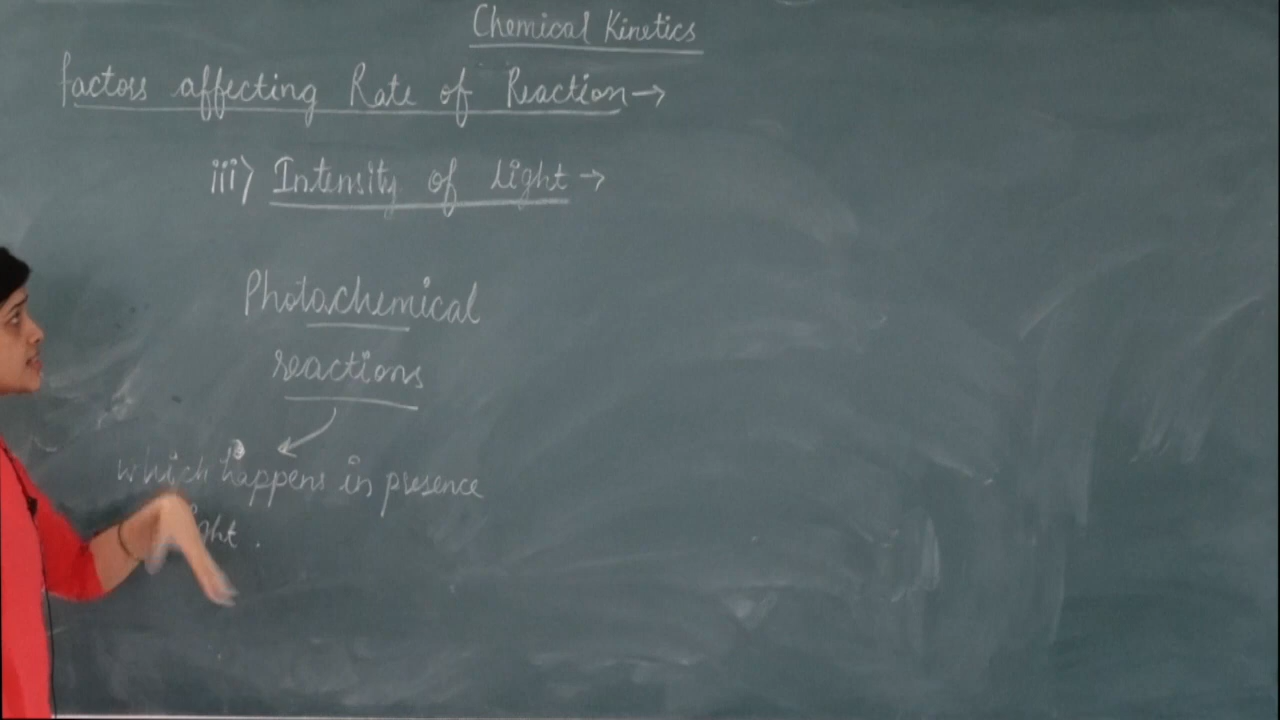 Chemical Kinetics
factors affecting Rate of Reaction→
iii) Intensity of Light→
Photochemical
reactions
which happens in presence